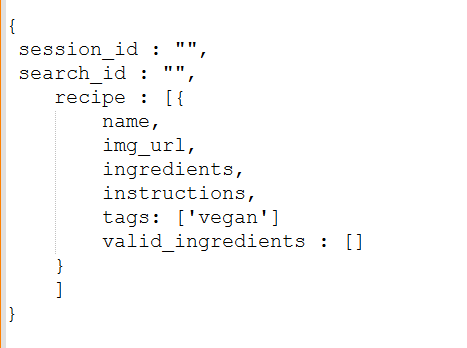 {
session_id : "",
search_id : "",
recipe : [{
name,
img_url,
ingredients,
instructions,
tags: ['vegan']
valid_ingredients : []
}
]
}